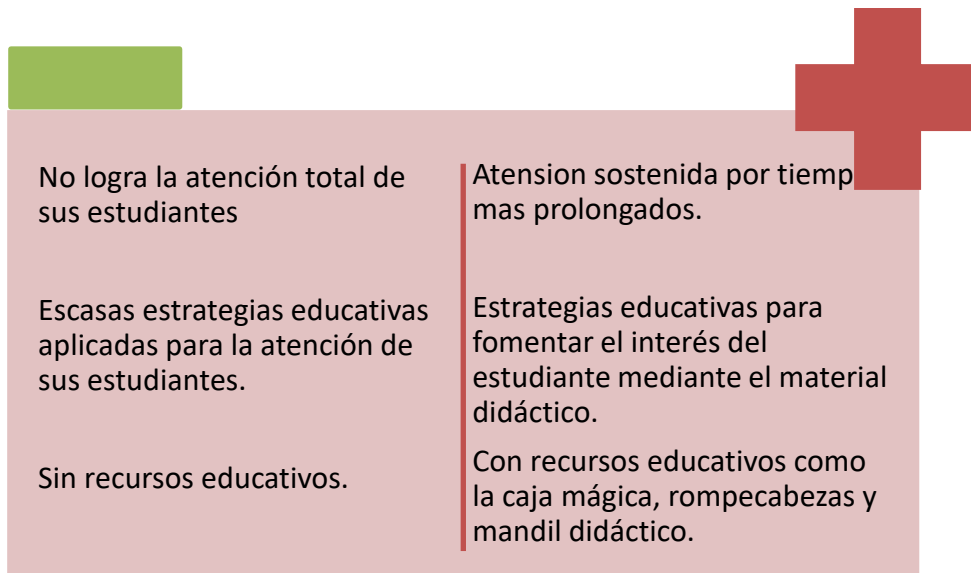 No logra la atención total de
sus estudiantes
Escasas estrategias educativas
aplicadas para la atención de
sus estudiantes.
Sin recursos educativos.
Atension sostenida por tiemp
mas prolongados.
Estrategias educativas para
fomentar el interés del
estudiante mediante el material
didáctico.
Con recursos educativos como
la caja mágica, rompecabezas y
mandil didáctico.